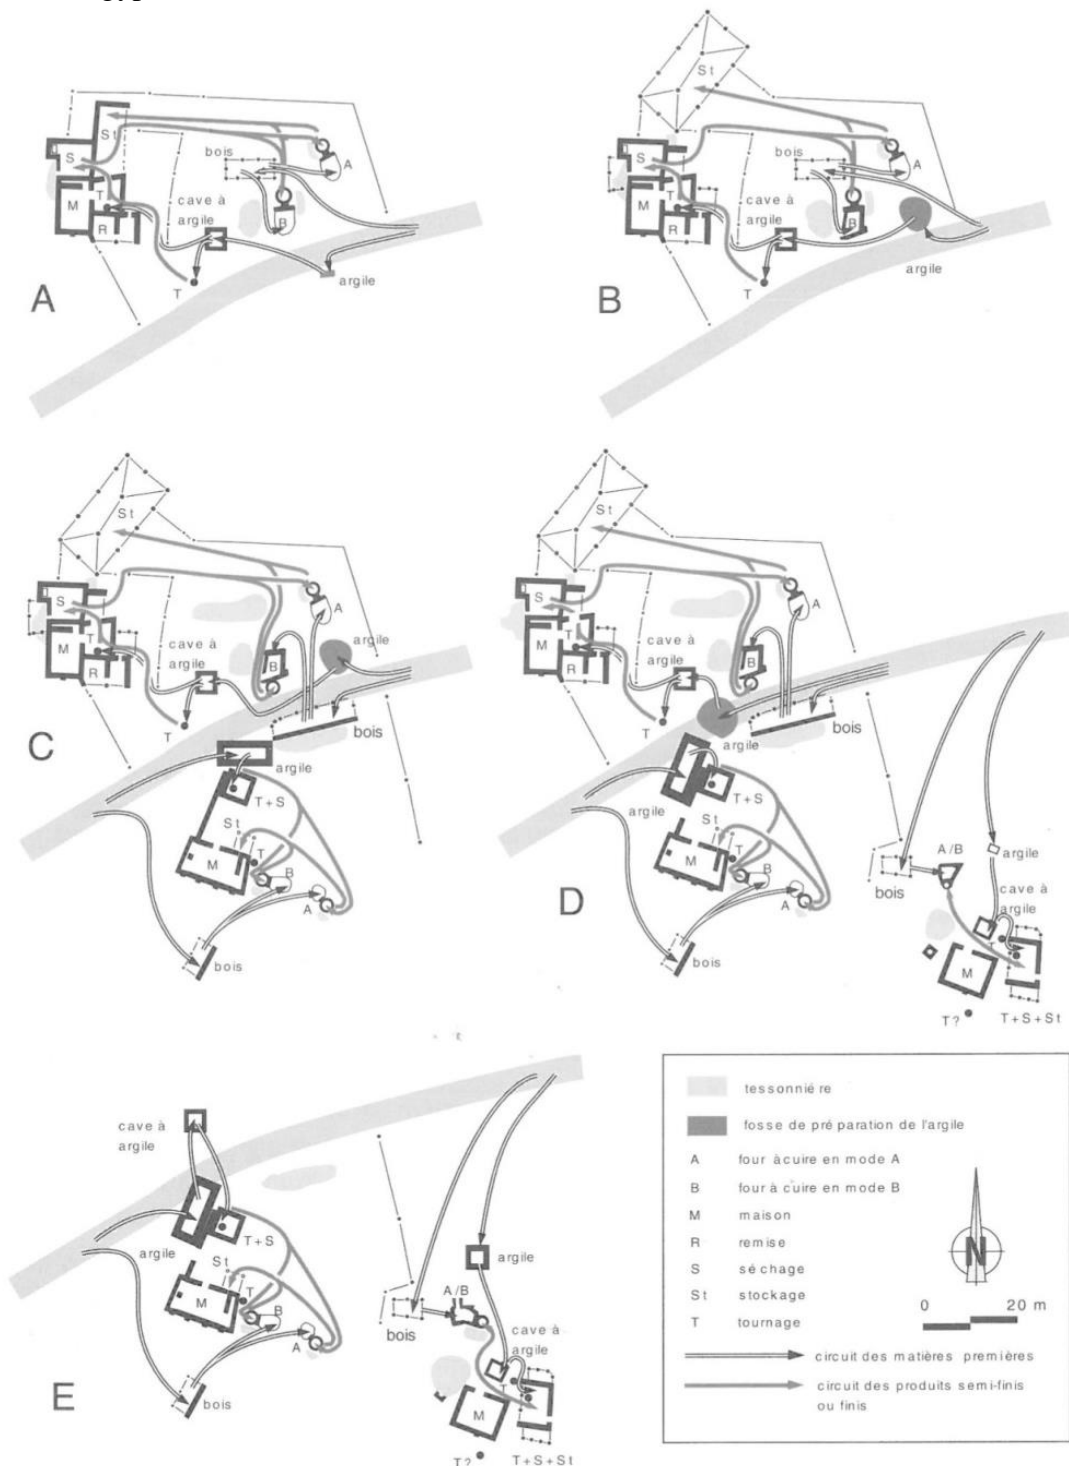 St
S
St
bois
A
M
T
R
cave à
argile
B
T
argile
A
St
S
bois
A
M
T
R
cave à
argile
B
T
argile
B
St
S
A
M
T
R
cave à
argile
argile
B
T
bois
C
argile
T+S
St
T
M
B
A
bois
St
S
A
M
T
R
cave à
argile
B
T
argile
bois
argile
T+S
St
T
M
B
A
bois
D
A/B
bois
argile
cave à
argile
T
M
T? T+S+St
cave à
argile
argile
T+S
St
T
M
B
A
bois
E
argile
A/B
bois
cave à
argile
T
M
T? T+S+St
tessonniére
fosse de préparation de l'argile
A four à cuire en mode A
B four à cuire en mode B
M maison
R remise
S séchage
St stockage
T tournage
N
0 20 m
circuit des matières premières
circuit des produits semi-finis
ou finis